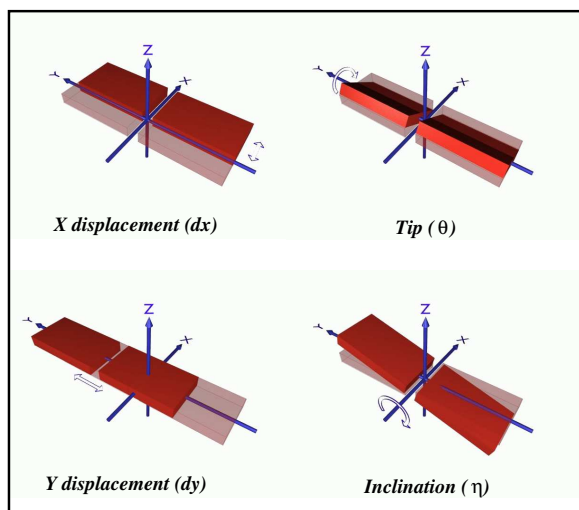 Z
Y
X
X displacement (dx)
Z
Y
X
Tip ( θ )
Z
Y
X
Y displacement (dy)
Z
Y
X
Inclination ( η )